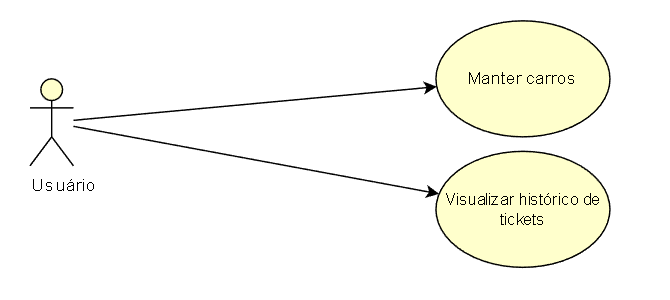 Manter carros
Usuário
Visualizar histórico de
tickets